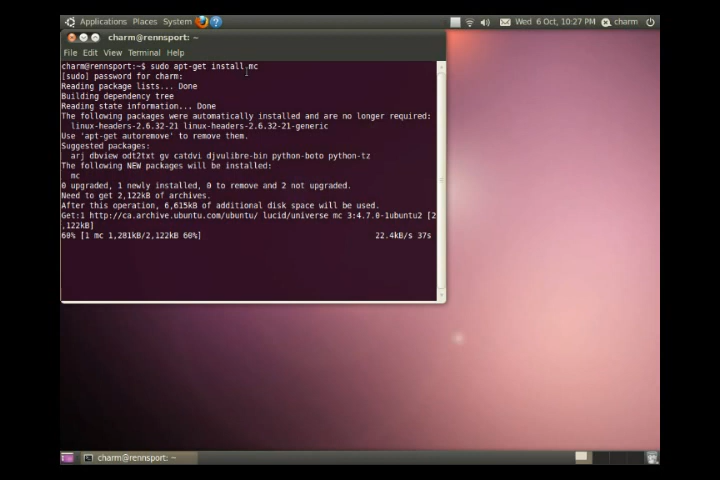 Applications Places System ? Wed 6 Oct, 10:27 PM charm
charm@rennsport: ~
File Edit View Terminal Help
charm@rennsport:~$ sudo apt-get install mc
[sudo] password for charm:
Reading package lists... Done
Building dependency tree
Reading state information... Done
The following packages were automatically installed and are no longer required:
linux-headers-2.6.32-21 linux-headers-2.6.32-21-generic
Use 'apt-get autoremove' to remove them.
Suggested packages:
arj dbview odt2txt gv catdvi djvulibre-bin python-boto python-tz
The following NEW packages will be installed:
mc
0 upgraded, 1 newly installed, 0 to remove and 2 not upgraded.
Need to get 2,122kB of archives.
After this operation, 6,615kB of additional disk space will be used.
Get:1 http://ca.archive.ubuntu.com/ubuntu/ lucid/universe mc 3:4.7.0-1ubuntu2 [2
,122kB]
60% [1 mc 1,281kB/2,122kB 60%] 22.4kB/s 37s
charm@rennsport: ~